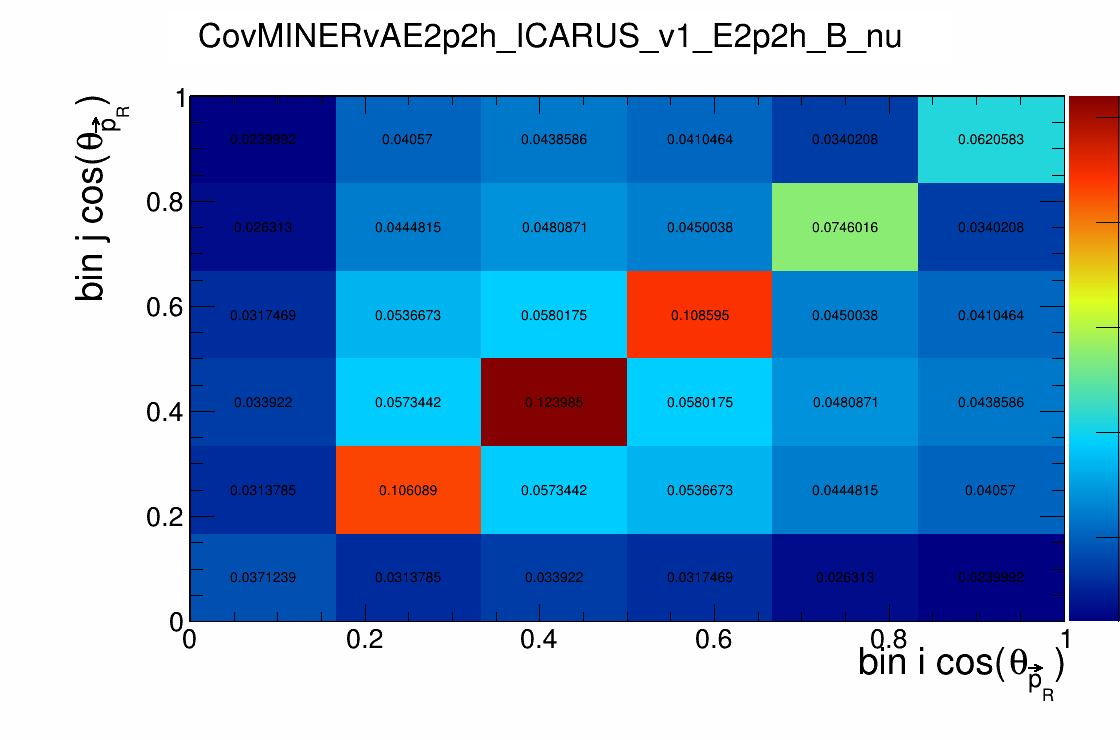 CovMINERvAE2p2h_ICARUS_v1_E2p2h_B_nu
bin j cos(θ_p⃗_R)
1
0.0239992 0.04057 0.0438586 0.0410464 0.0340208 0.0620583
0.8
0.026313 0.0444815 0.0480871 0.0450038 0.0746016 0.0340208
0.6
0.0317469 0.0536673 0.0580175 0.108595 0.0450038 0.0410464
0.4
0.033922 0.0573442 0.123985 0.0580175 0.0480871 0.0438586
0.0313785 0.106089 0.0573442 0.0536673 0.0444815 0.04057
0.2
0.0371239 0.0313785 0.033922 0.0317469 0.026313 0.0239992
0
0 0.2 0.4 0.6 0.8 1
bin i cos(θ_p⃗_R)